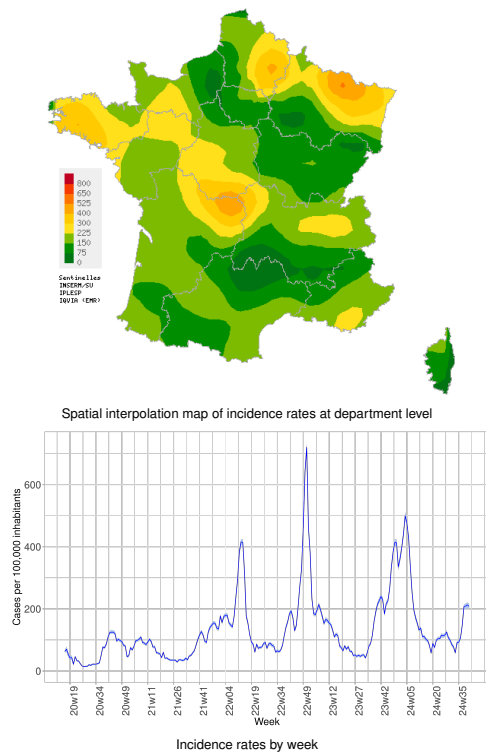 800
650
525
400
300
225
150
75
0
Sentinelles
INSERM/SU
IPLESP
IQVIA (EMR)
Spatial interpolation map of incidence rates at department level
Cases per 100,000 inhabitants
600
400
200
0
20w19
20w34
20w49
21w11
21w26
21w41
22w04
22w19
22w34
22w49
23w12
23w27
23w42
24w05
24w20
24w35
Week
Incidence rates by week